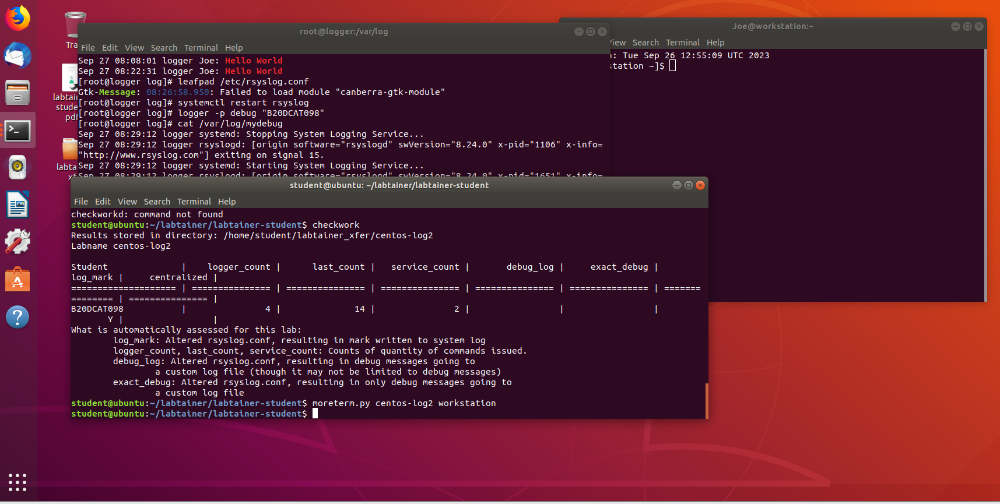 Tra
labtai
stude
pdf
labta
xf
root@logger:/var/log
File Edit View Search Terminal Help
Sep 27 08:08:01 logger Joe: Hello World
Sep 27 08:22:31 logger Joe: Hello World
[root@logger log]# leafpad /etc/rsyslog.conf
Gtk-Message: 08:26:58.950: Failed to load module "canberra-gtk-module"
[root@logger log]# systemctl restart rsyslog
[root@logger log]# logger -p debug "B20DCAT098"
[root@logger log]# cat /var/log/mydebug
Sep 27 08:29:12 logger systemd: Stopping System Logging Service...
Sep 27 08:29:12 logger rsyslogd: [origin software="rsyslogd" swVersion="8.24.0" x-pid="1106" x-info=
"http://www.rsyslog.com"] exiting on signal 15.
Sep 27 08:29:12 logger systemd: Starting System Logging Service...
Sep 27 08:29:12 logger rsyslogd: [origin software="rsyslogd" swVersion="8.24.0" x-pid="1651" x-info=
Joe@workstation:~
View Search Terminal Help
n: Tue Sep 26 12:55:09 UTC 2023
station ~]$
student@ubuntu: ~/labtainer/labtainer-student
File Edit View Search Terminal Help
checkworkd: command not found
student@ubuntu:~/labtainer/labtainer-student$ checkwork
Results stored in directory: /home/student/labtainer_xfer/centos-log2
Labname centos-log2
Student | logger_count | last_count | service_count | debug_log | exact_debug |
log_mark | centralized |
==================== | =============== | =============== | =============== | =============== | =============== | =======
======== | =============== |
B20DCAT098 | 4 | 14 | 2 | | |
Y | |
What is automatically assessed for this lab:
log_mark: Altered rsyslog.conf, resulting in mark written to system log
logger_count, last_count, service_count: Counts of quantity of commands issued.
debug_log: Altered rsyslog.conf, resulting in debug messages going to
a custom log file (though it may not be limited to debug messages)
exact_debug: Altered rsyslog.conf, resulting in only debug messages going to
a custom log file
student@ubuntu:~/labtainer/labtainer-student$ moreterm.py centos-log2 workstation
student@ubuntu:~/labtainer/labtainer-student$